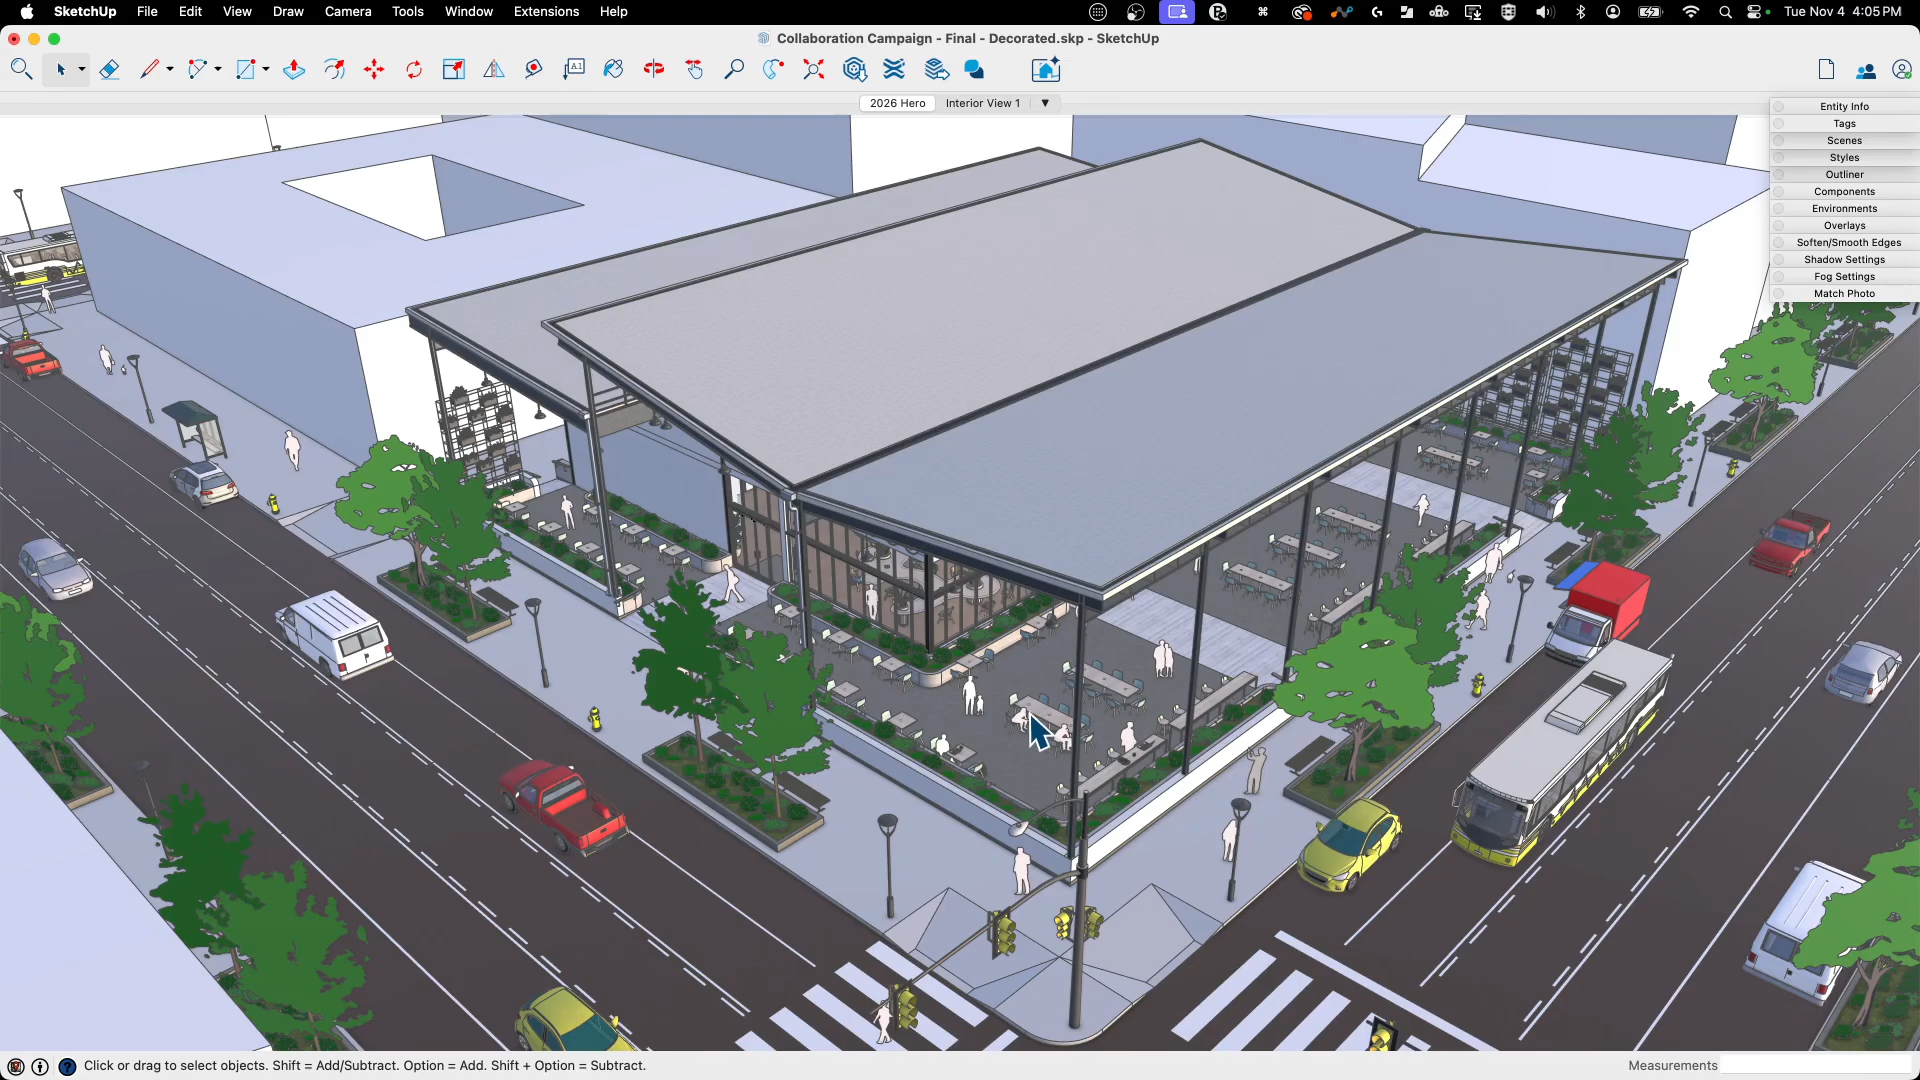 SketchUp File Edit View Draw Camera Tools Window Extensions Help
Tue Nov 4 4:05 PM
Collaboration Campaign - Final - Decorated.skp - SketchUp
A1
2026 Hero Interior View 1 ▼
Entity Info
Tags
Scenes
Styles
Outliner
Components
Environments
Overlays
Soften/Smooth Edges
Shadow Settings
Fog Settings
Match Photo
Click or drag to select objects. Shift = Add/Subtract. Option = Add. Shift + Option = Subtract.
Measurements